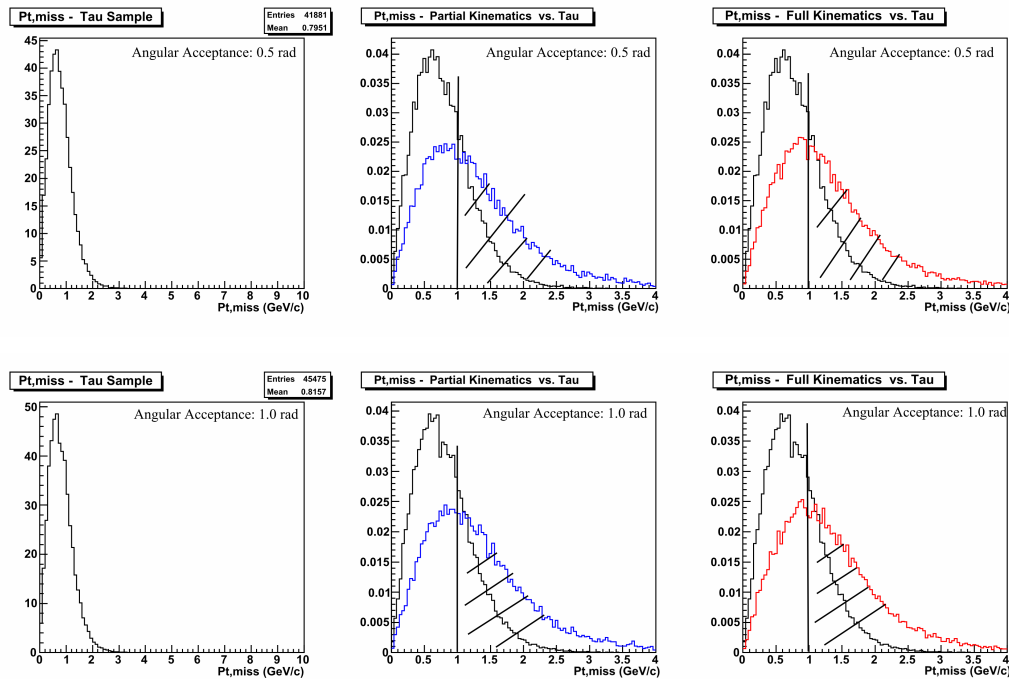 Pt,miss - Tau Sample
Entries 41881
Mean 0.7951
Angular Acceptance: 0.5 rad
45
40
35
30
25
20
15
10
5
0
0 1 2 3 4 5 6 7 8 9 10
Pt,miss (GeV/c)
Pt,miss - Partial Kinematics vs. Tau
Angular Acceptance: 0.5 rad
0.04
0.035
0.03
0.025
0.02
0.015
0.01
0.005
0
0 0.5 1 1.5 2 2.5 3 3.5 4
Pt,miss (GeV/c)
Pt,miss - Full Kinematics vs. Tau
Angular Acceptance: 0.5 rad
0.04
0.035
0.03
0.025
0.02
0.015
0.01
0.005
0
0 0.5 1 1.5 2 2.5 3 3.5 4
Pt,miss (GeV/c)
Pt,miss - Tau Sample
Entries 45475
Mean 0.8157
Angular Acceptance: 1.0 rad
50
40
30
20
10
0
0 1 2 3 4 5 6 7 8 9 10
Pt,miss (GeV/c)
Pt,miss - Partial Kinematics vs. Tau
Angular Acceptance: 1.0 rad
0.04
0.035
0.03
0.025
0.02
0.015
0.01
0.005
0
0 0.5 1 1.5 2 2.5 3 3.5 4
Pt,miss (GeV/c)
Pt,miss - Full Kinematics vs. Tau
Angular Acceptance: 1.0 rad
0.04
0.035
0.03
0.025
0.02
0.015
0.01
0.005
0
0 0.5 1 1.5 2 2.5 3 3.5 4
Pt,miss (GeV/c)